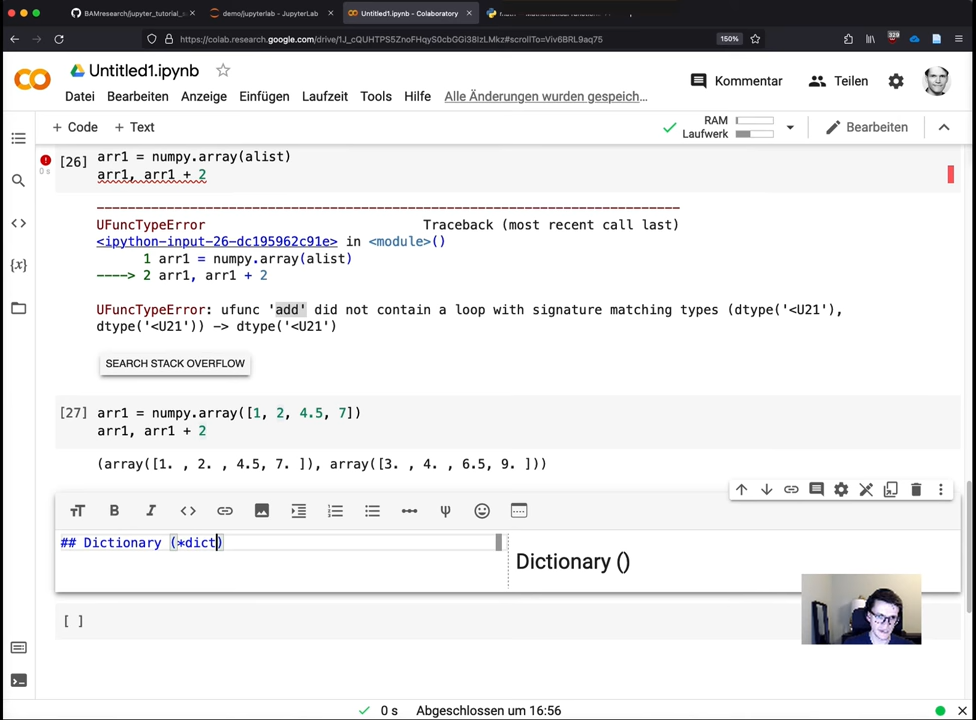 BAMresearch/jupyter_tutorial_
demo/jupyterlab - JupyterLab
Untitled1.ipynb - Colaboratory
https://colab.research.google.com/drive/1J_cQUHTPS5ZnoFHqyS0cbGGi38IzLMkz#scrollTo=Viv6BRL9aq75
150%
329
Untitled1.ipynb
Kommentar
Teilen
Datei Bearbeiten Anzeige Einfügen Laufzeit Tools Hilfe Alle Änderungen wurden gespeich…
+ Code + Text
RAM
Laufwerk
Bearbeiten
[26] arr1 = numpy.array(alist)
0 s
arr1, arr1 + 2
---------------------------------------------------------------------------
UFuncTypeError Traceback (most recent call last)
<ipython-input-26-dc195962c91e> in <module>()
1 arr1 = numpy.array(alist)
----> 2 arr1, arr1 + 2
UFuncTypeError: ufunc 'add' did not contain a loop with signature matching types (dtype('<U21'),
dtype('<U21')) -> dtype('<U21')
SEARCH STACK OVERFLOW
[27] arr1 = numpy.array([1, 2, 4.5, 7])
arr1, arr1 + 2
(array([1. , 2. , 4.5, 7. ]), array([3. , 4. , 6.5, 9. ]))
## Dictionary (*dict)
Dictionary ()
[ ]
0 s Abgeschlossen um 16:56